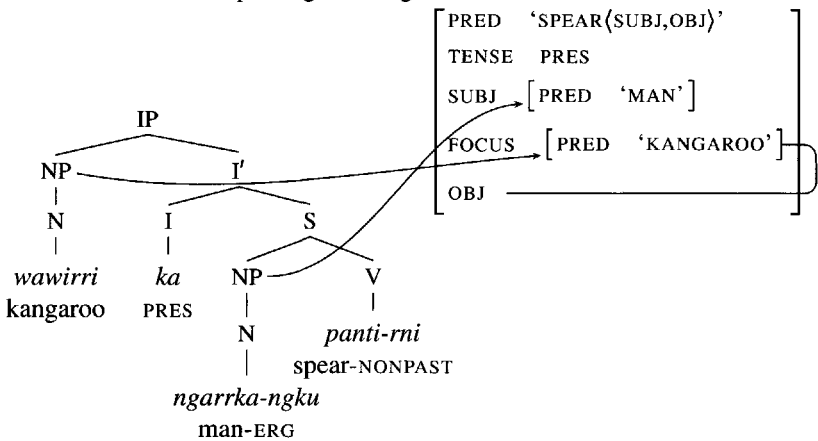 PRED ‘SPEAR⟨SUBJ,OBJ⟩’
TENSE PRES
SUBJ [PRED ‘MAN’]
FOCUS [PRED ‘KANGAROO’]
OBJ
IP
NP I′
N I S
wawirri ka NP V
kangaroo PRES
N panti-rni
spear-NONPAST
ngarrka-ngku
man-ERG